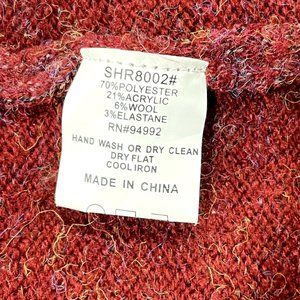 SHR8002#
70%POLYESTER
21%ACRYLIC
6%WOOL
3%ELASTANE
RN#94992
HAND WASH OR DRY CLEAN
DRY FLAT
COOL IRON
MADE IN CHINA